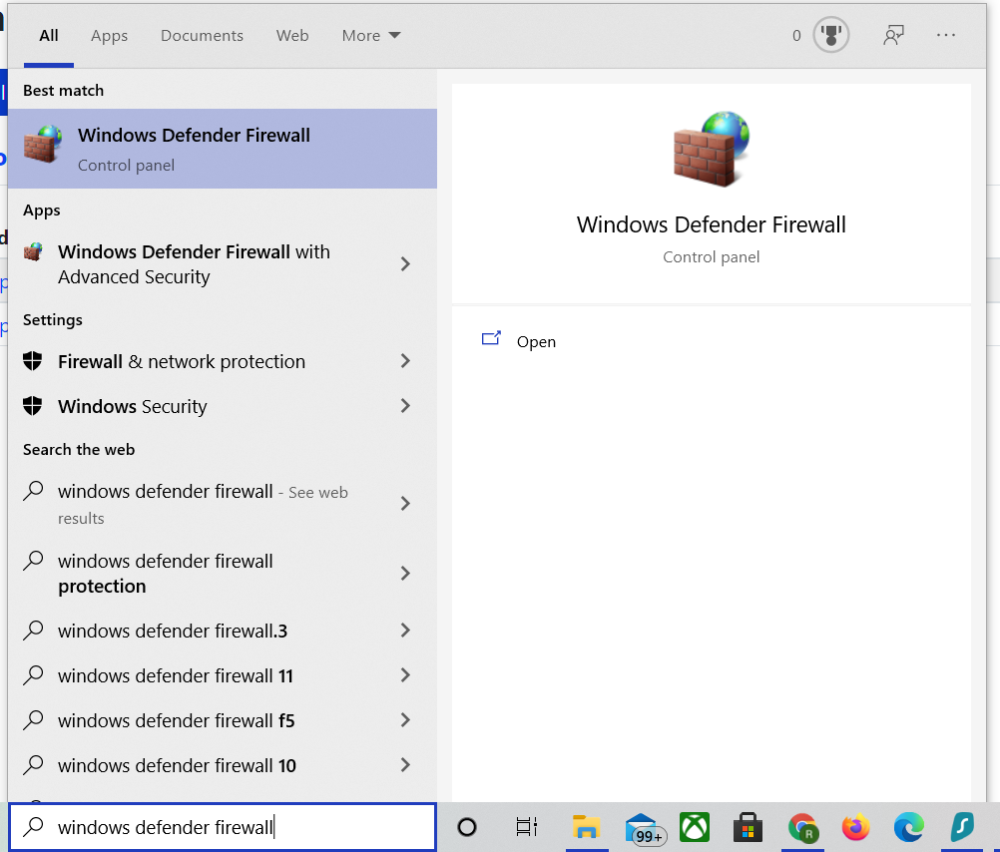 All Apps Documents Web More 0
Best match
Windows Defender Firewall
Control panel
Apps
Windows Defender Firewall with
Advanced Security
Settings
Firewall & network protection
Windows Security
Search the web
windows defender firewall - See web
results
windows defender firewall
protection
windows defender firewall.3
windows defender firewall 11
windows defender firewall f5
windows defender firewall 10
windows defender firewall
Windows Defender Firewall
Control panel
Open
99+
R